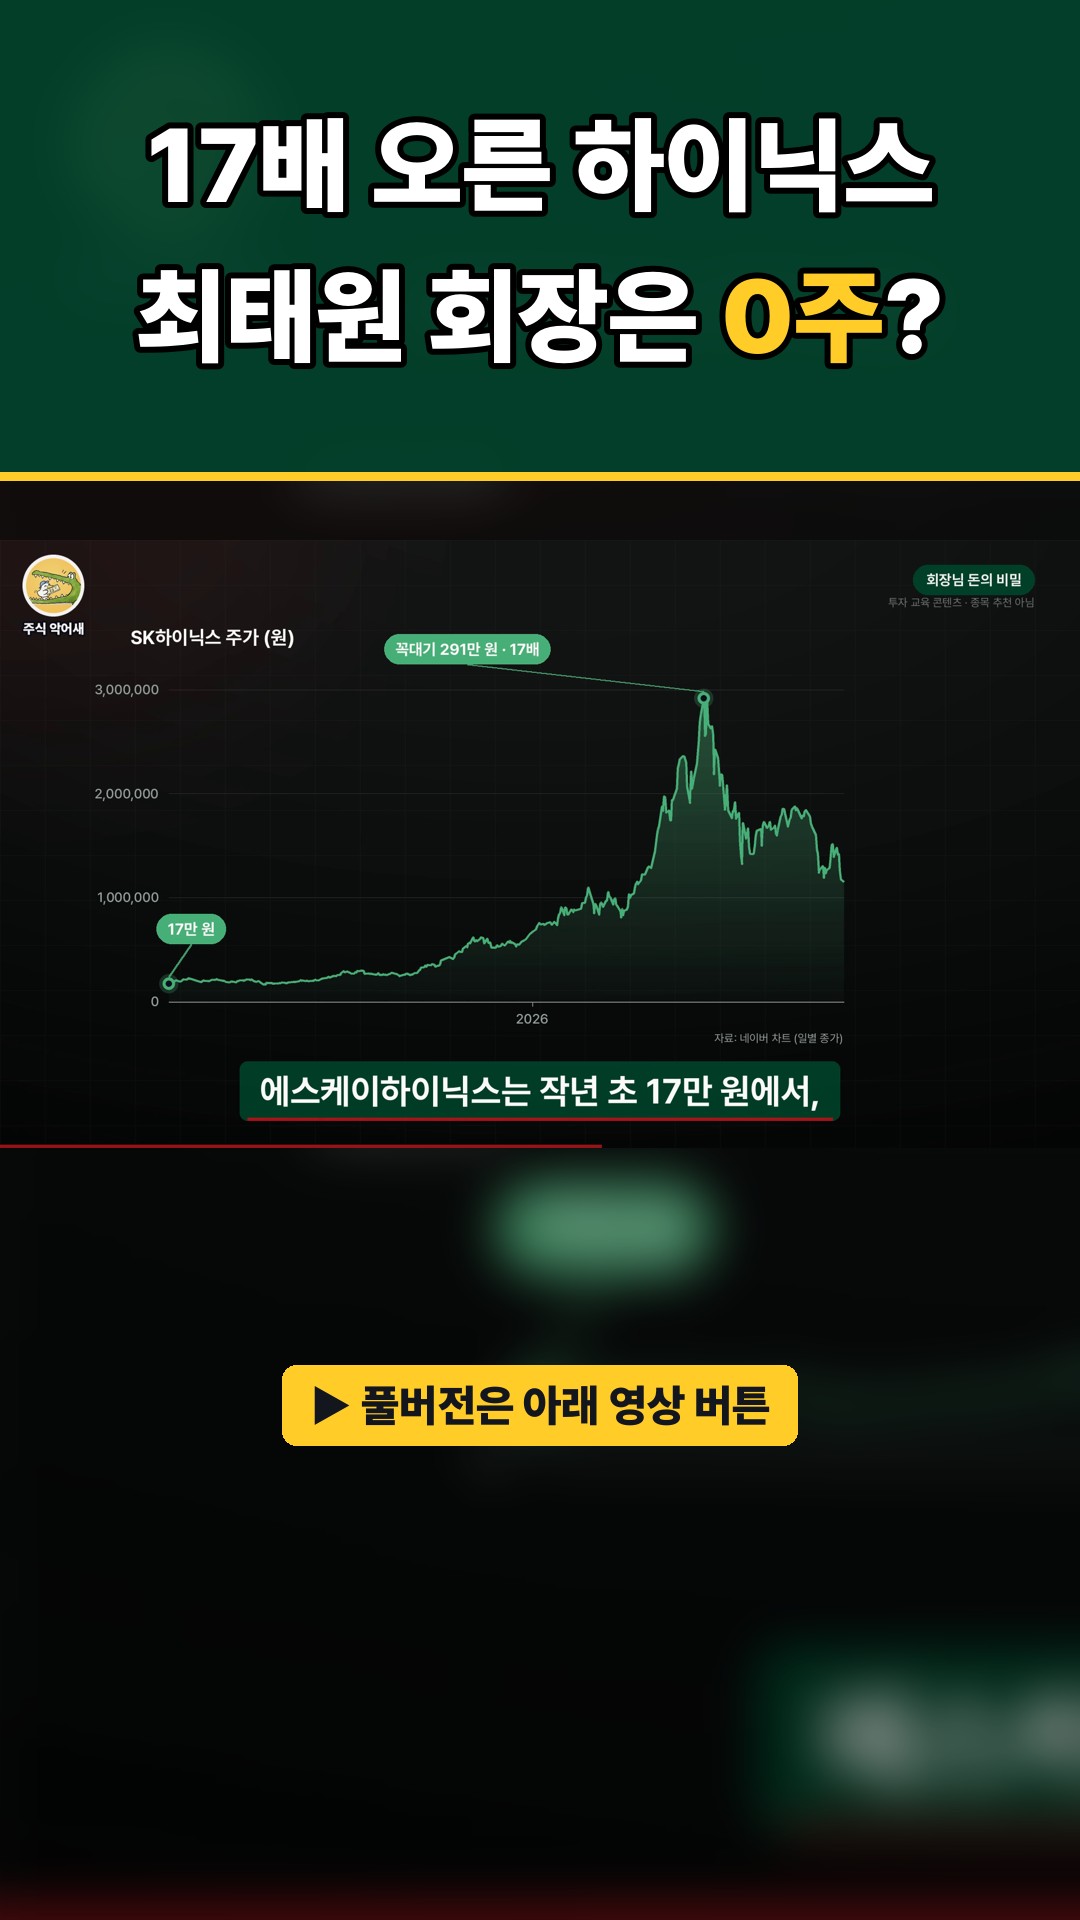 17배 오른 하이닉스
최태원 회장은 0주?
주식 악어새
회장님 돈의 비밀
투자 교육 콘텐츠 · 종목 추천 아님
SK하이닉스 주가 (원)
꼭대기 291만 원 · 17배
3,000,000
2,000,000
1,000,000
17만 원
0
2026
자료: 네이버 차트 (일별 종가)
에스케이하이닉스는 작년 초 17만 원에서,
▶ 풀버전은 아래 영상 버튼